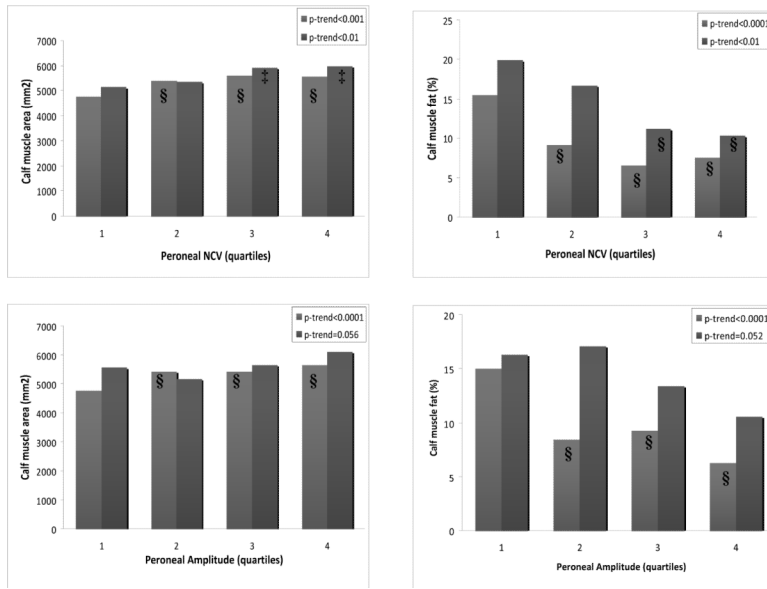 p-trend<0.001
p-trend<0.01
Calf muscle area (mm2)
7000
6000
5000
4000
3000
2000
1000
0
§
§ ‡
§ ‡
1 2 3 4
Peroneal NCV (quartiles)
p-trend<0.0001
p-trend<0.01
Calf muscle fat (%)
25
20
15
10
5
0
§
§ §
§ §
1 2 3 4
Peroneal NCV (quartiles)
p-trend<0.0001
p-trend=0.056
Calf muscle area (mm2)
7000
6000
5000
4000
3000
2000
1000
0
§
§
§
1 2 3 4
Peroneal Amplitude (quartiles)
p-trend<0.0001
p-trend=0.052
Calf muscle fat (%)
20
15
10
5
0
§
§
§
1 2 3 4
Peroneal Amplitude (quartiles)